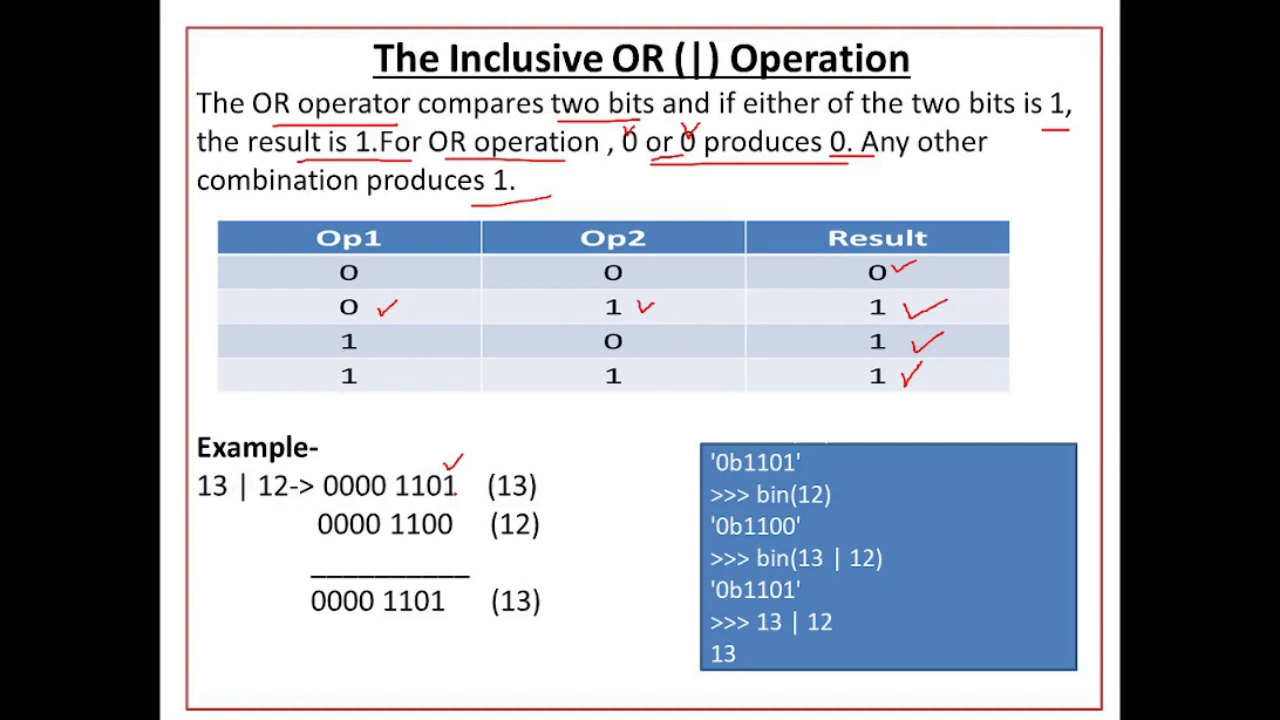 The Inclusive OR (|) Operation
The OR operator compares two bits and if either of the two bits is 1,
the result is 1.For OR operation , 0 or 0 produces 0. Any other
combination produces 1.
Op1 Op2 Result
0 0 0
0 1 1
1 0 1
1 1 1
Example-
13 | 12-> 0000 1101 (13)
0000 1100 (12)
__________
0000 1101 (13)
'0b1101'
>>> bin(12)
'0b1100'
>>> bin(13 | 12)
'0b1101'
>>> 13 | 12
13